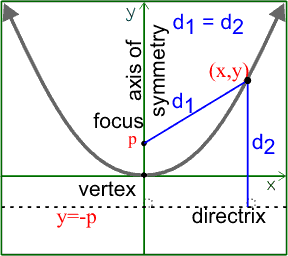 y
d1 = d2
axis of
symmetry
(x,y)
d1
focus
p
d2
vertex
x
directrix
y=-p